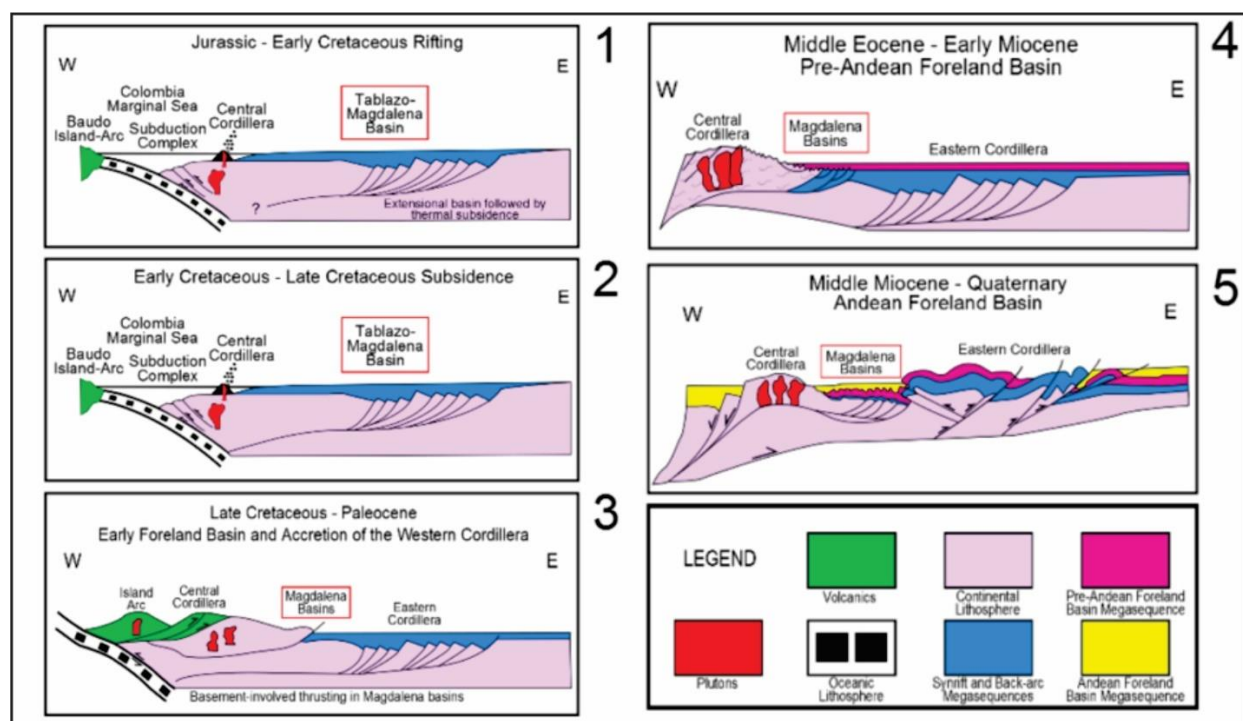 Jurassic - Early Cretaceous Rifting
1
W
E
Colombia
Marginal Sea
Central
Cordillera
Tablazo-
Magdalena
Basin
Baudo
Island-Arc
Subduction
Complex
?
Extensional basin followed by
thermal subsidence
Early Cretaceous - Late Cretaceous Subsidence
2
W
E
Colombia
Marginal Sea
Central
Cordillera
Tablazo-
Magdalena
Basin
Baudo
Island-Arc
Subduction
Complex
Late Cretaceous - Paleocene
Early Foreland Basin and Accretion of the Western Cordillera
3
W
E
Island
Arc
Central
Cordillera
Magdalena
Basins
Eastern
Cordillera
Basement-involved thrusting in Magdalena basins
Middle Eocene - Early Miocene
Pre-Andean Foreland Basin
4
W
E
Central
Cordillera
Magdalena
Basins
Eastern Cordillera
Middle Miocene - Quaternary
Andean Foreland Basin
5
W
E
Central
Cordillera
Magdalena
Basins
Eastern Cordillera
LEGEND
Volcanics
Continental
Lithosphere
Pre-Andean Foreland
Basin Megasequence
Plutons
Oceanic
Lithosphere
Synrift and Back-arc
Megasequences
Andean Foreland
Basin Megasequence